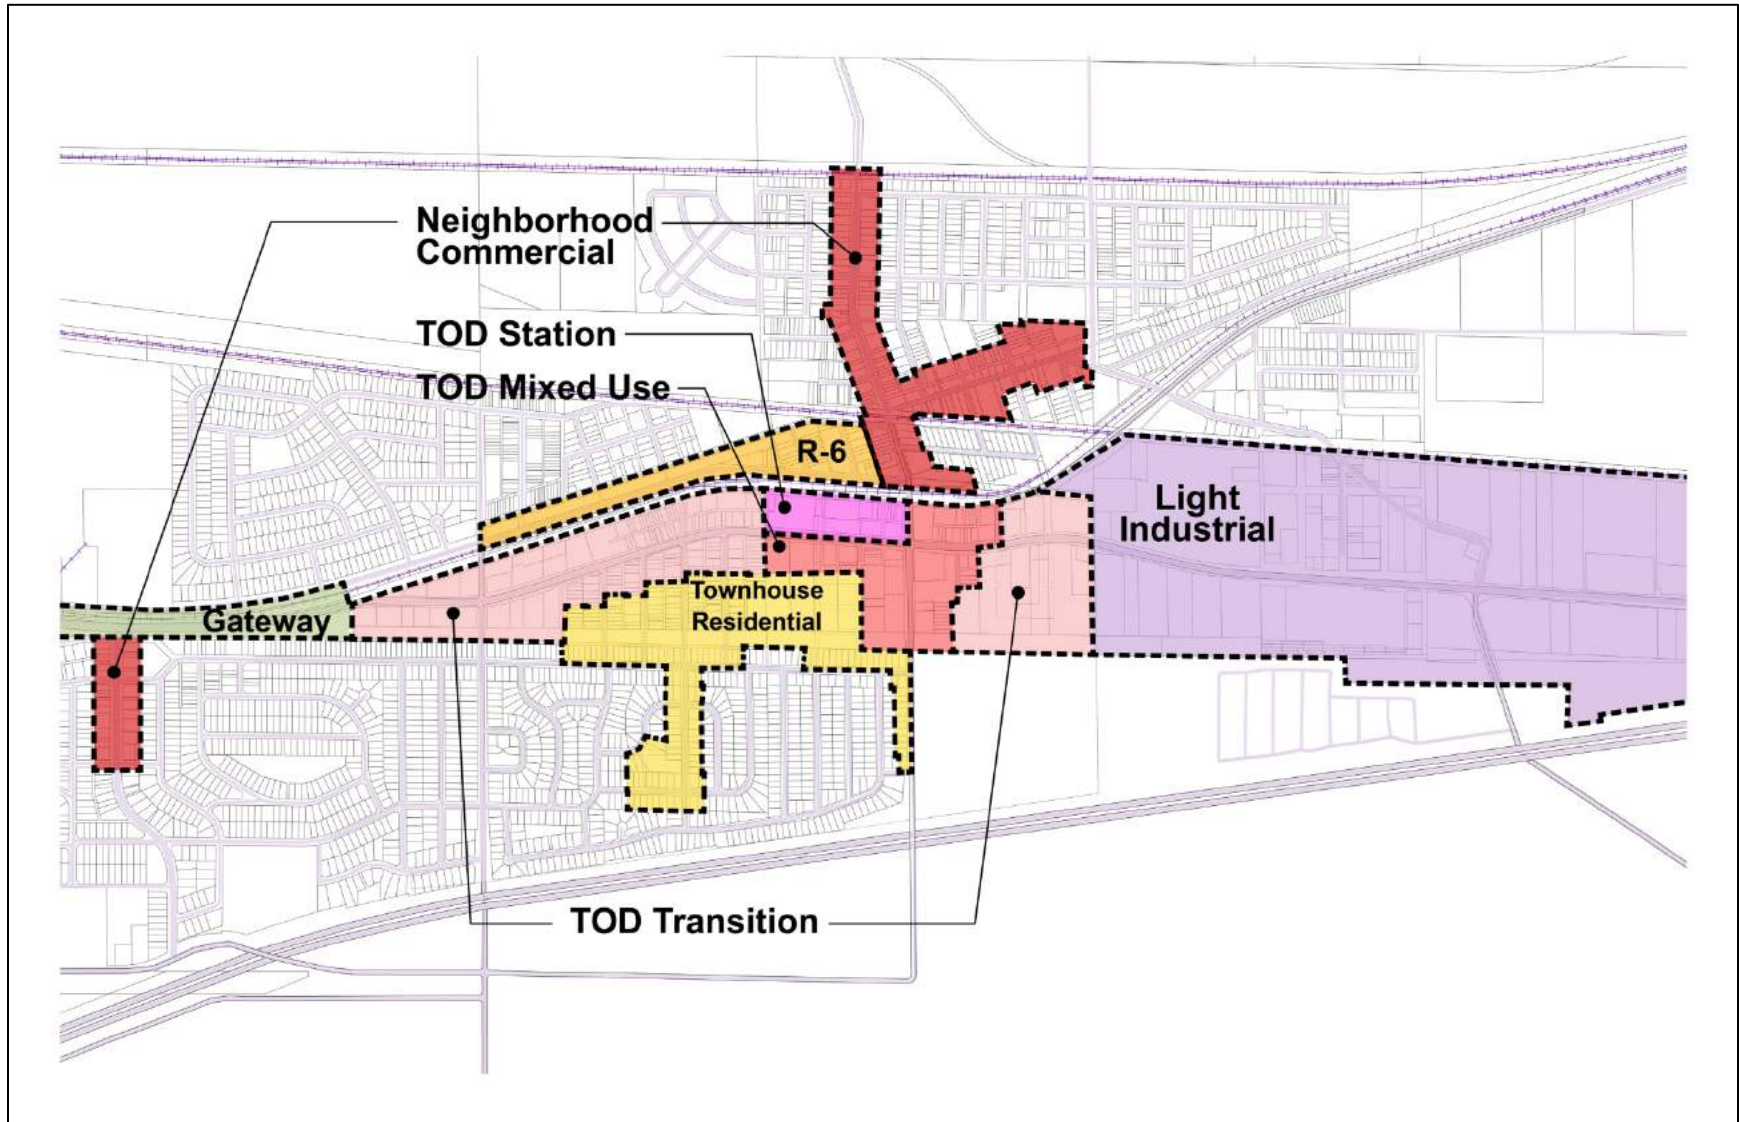 Neighborhood
Commercial
TOD Station
TOD Mixed Use
R-6
Light
Industrial
Townhouse
Residential
Gateway
TOD Transition